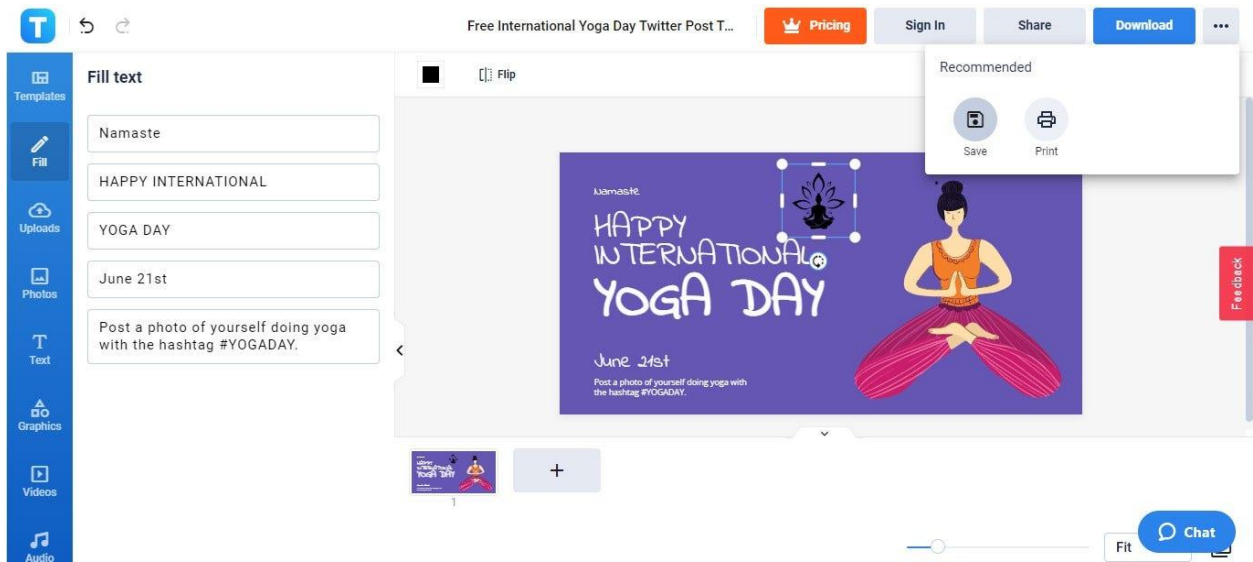 T
Free International Yoga Day Twitter Post T...
Pricing
Sign In
Share
Download
Templates
Fill
Uploads
Photos
Text
Graphics
Videos
Audio
Fill text
Namaste
HAPPY INTERNATIONAL
YOGA DAY
June 21st
Post a photo of yourself doing yoga
with the hashtag #YOGADAY.
Flip
Recommended
Save
Print
Namaste
HAPPY
INTERNATIONAL
YOGA DAY
June 21st
Post a photo of yourself doing yoga with
the hashtag #YOGADAY.
Feedback
1
Fit
Chat